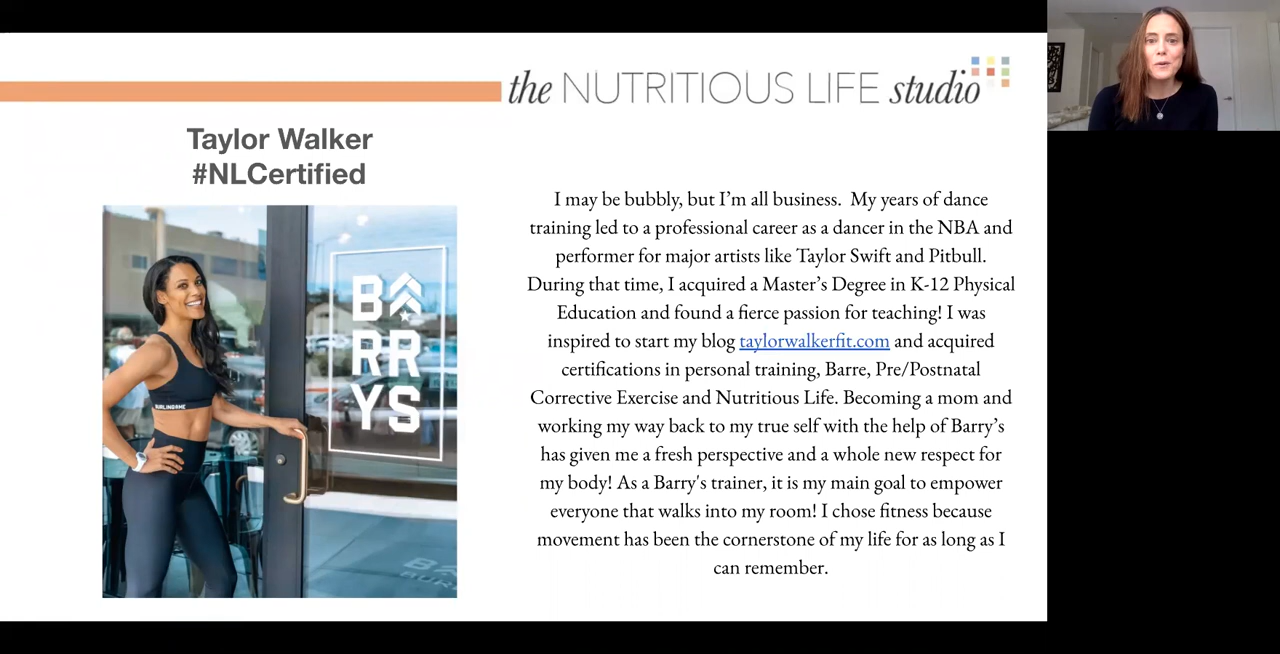 the NUTRITIOUS LIFE studio
Taylor Walker
#NLCertified
BA
RR
YS
I may be bubbly, but I’m all business.  My years of dance
training led to a professional career as a dancer in the NBA and
performer for major artists like Taylor Swift and Pitbull.
During that time, I acquired a Master’s Degree in K-12 Physical
Education and found a fierce passion for teaching! I was
inspired to start my blog taylorwalkerfit.com and acquired
certifications in personal training, Barre, Pre/Postnatal
Corrective Exercise and Nutritious Life. Becoming a mom and
working my way back to my true self with the help of Barry’s
has given me a fresh perspective and a whole new respect for
my body! As a Barry's trainer, it is my main goal to empower
everyone that walks into my room! I chose fitness because
movement has been the cornerstone of my life for as long as I
can remember.